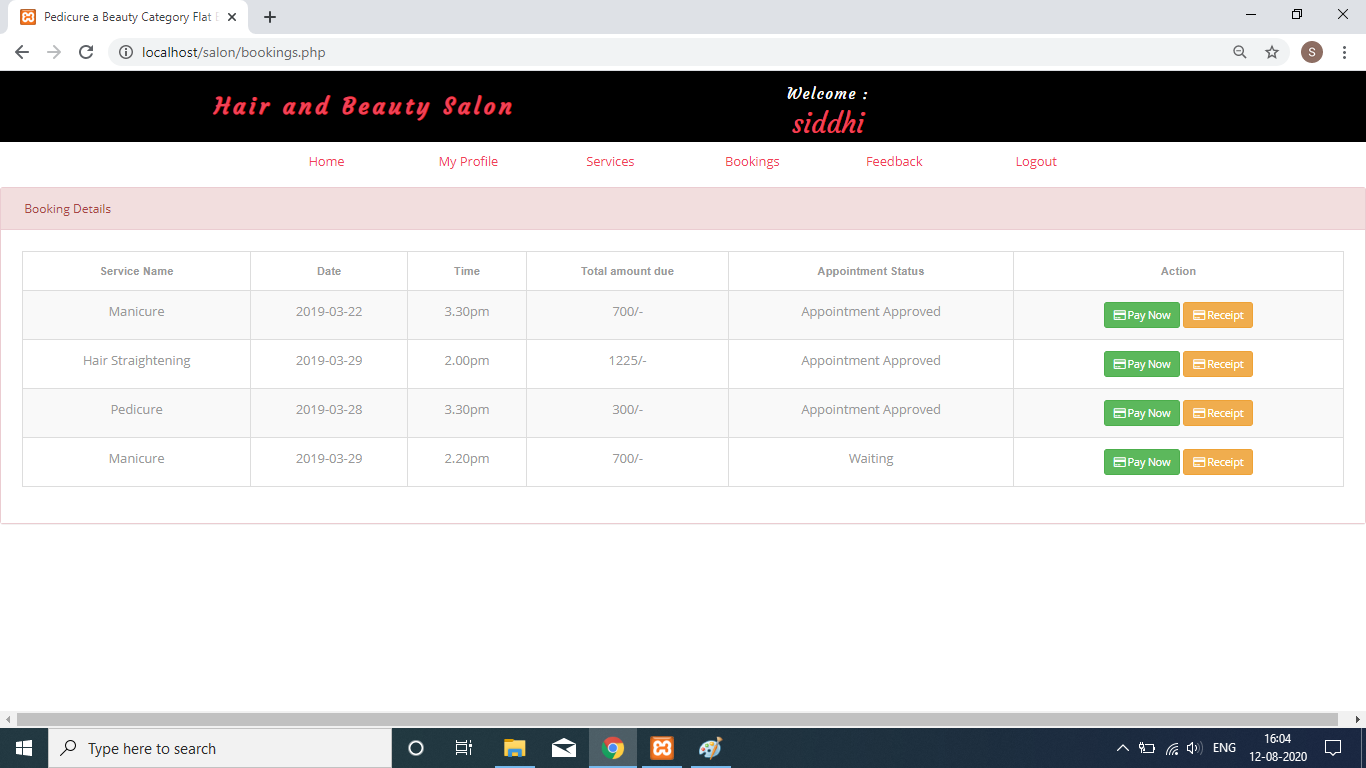 Pedicure a Beauty Category Flat
localhost/salon/bookings.php
S
Hair and Beauty Salon
Welcome :
siddhi
Home My Profile Services Bookings Feedback Logout
Booking Details
Service Name Date Time Total amount due Appointment Status Action
Manicure 2019-03-22 3.30pm 700/- Appointment Approved Pay Now Receipt
Hair Straightening 2019-03-29 2.00pm 1225/- Appointment Approved Pay Now Receipt
Pedicure 2019-03-28 3.30pm 300/- Appointment Approved Pay Now Receipt
Manicure 2019-03-29 2.20pm 700/- Waiting Pay Now Receipt
Type here to search
ENG
16:04
12-08-2020